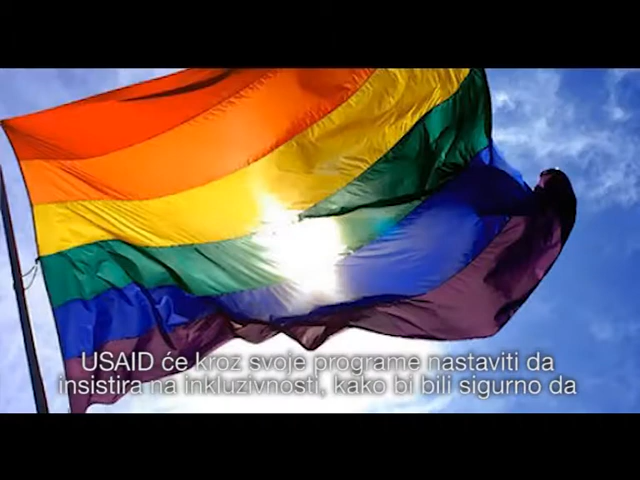 USAID će kroz svoje programe nastaviti da
insistira na inkluzivnosti, kako bi bili sigurno da